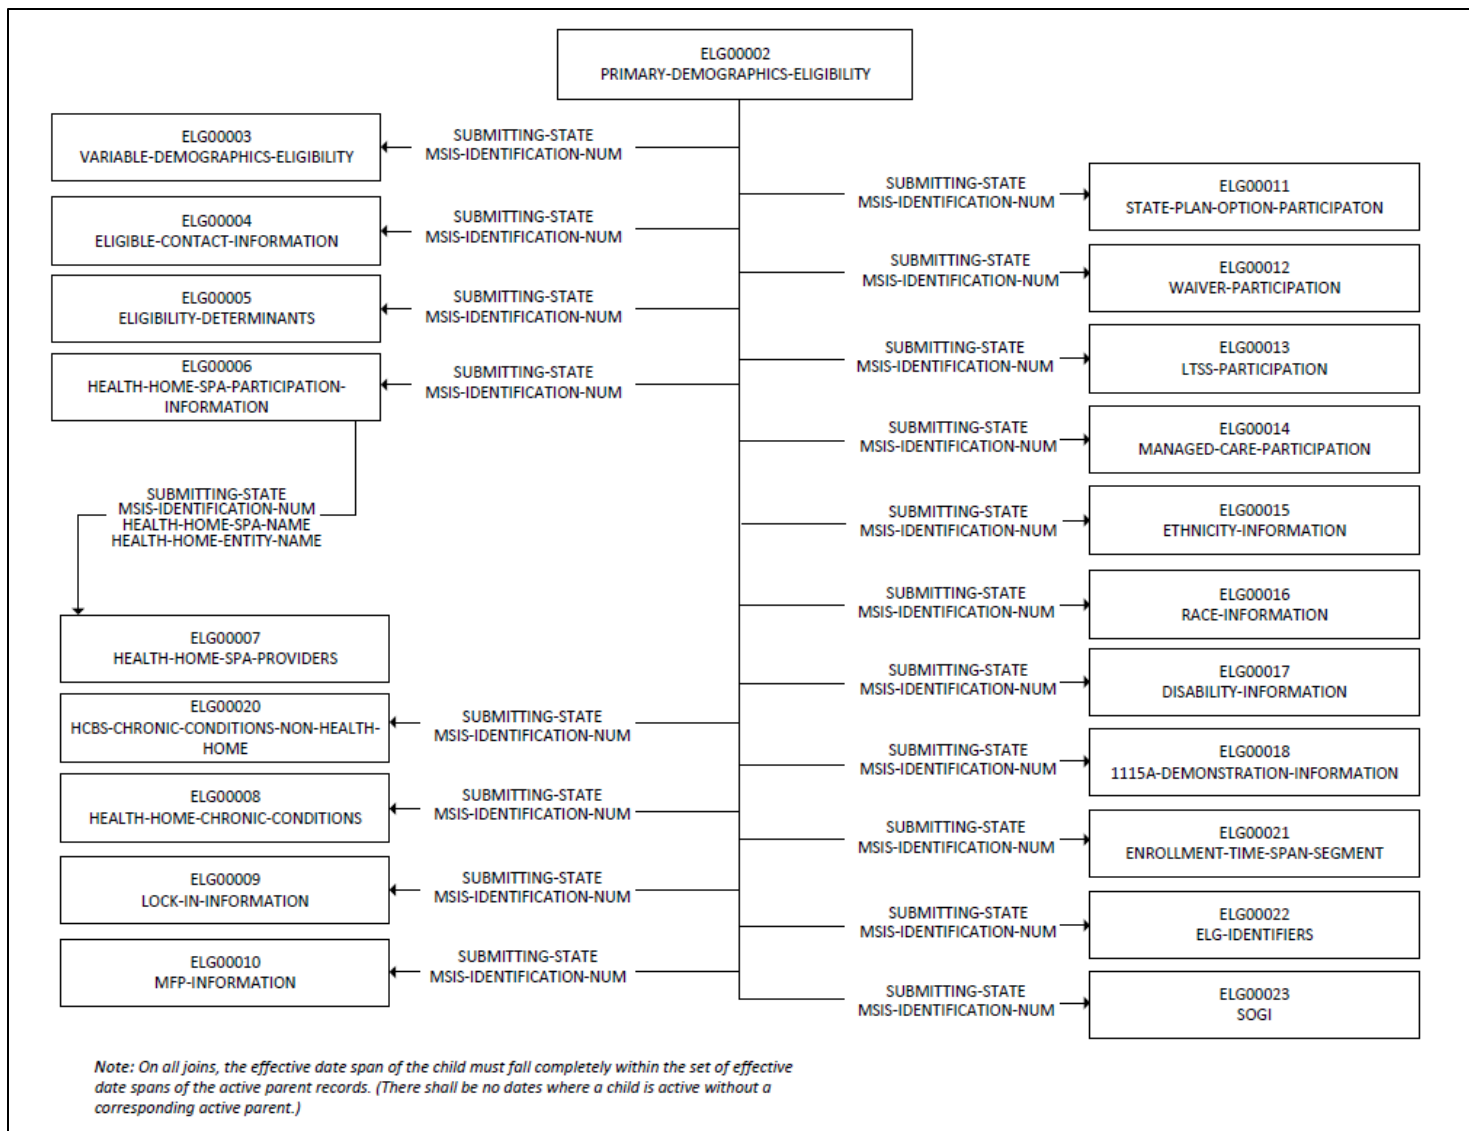 ELG00002
PRIMARY-DEMOGRAPHICS-ELIGIBILITY
ELG00003
VARIABLE-DEMOGRAPHICS-ELIGIBILITY
SUBMITTING-STATE
MSIS-IDENTIFICATION-NUM
ELG00004
ELIGIBLE-CONTACT-INFORMATION
SUBMITTING-STATE
MSIS-IDENTIFICATION-NUM
ELG00005
ELIGIBILITY-DETERMINANTS
SUBMITTING-STATE
MSIS-IDENTIFICATION-NUM
ELG00006
HEALTH-HOME-SPA-PARTICIPATION-
INFORMATION
SUBMITTING-STATE
MSIS-IDENTIFICATION-NUM
SUBMITTING-STATE
MSIS-IDENTIFICATION-NUM
HEALTH-HOME-SPA-NAME
HEALTH-HOME-ENTITY-NAME
ELG00007
HEALTH-HOME-SPA-PROVIDERS
ELG00020
HCBS-CHRONIC-CONDITIONS-NON-HEALTH-
HOME
SUBMITTING-STATE
MSIS-IDENTIFICATION-NUM
ELG00008
HEALTH-HOME-CHRONIC-CONDITIONS
SUBMITTING-STATE
MSIS-IDENTIFICATION-NUM
ELG00009
LOCK-IN-INFORMATION
SUBMITTING-STATE
MSIS-IDENTIFICATION-NUM
ELG00010
MFP-INFORMATION
SUBMITTING-STATE
MSIS-IDENTIFICATION-NUM
SUBMITTING-STATE
MSIS-IDENTIFICATION-NUM
ELG00011
STATE-PLAN-OPTION-PARTICIPATON
SUBMITTING-STATE
MSIS-IDENTIFICATION-NUM
ELG00012
WAIVER-PARTICIPATION
SUBMITTING-STATE
MSIS-IDENTIFICATION-NUM
ELG00013
LTSS-PARTICIPATION
SUBMITTING-STATE
MSIS-IDENTIFICATION-NUM
ELG00014
MANAGED-CARE-PARTICIPATION
SUBMITTING-STATE
MSIS-IDENTIFICATION-NUM
ELG00015
ETHNICITY-INFORMATION
SUBMITTING-STATE
MSIS-IDENTIFICATION-NUM
ELG00016
RACE-INFORMATION
SUBMITTING-STATE
MSIS-IDENTIFICATION-NUM
ELG00017
DISABILITY-INFORMATION
SUBMITTING-STATE
MSIS-IDENTIFICATION-NUM
ELG00018
1115A-DEMONSTRATION-INFORMATION
SUBMITTING-STATE
MSIS-IDENTIFICATION-NUM
ELG00021
ENROLLMENT-TIME-SPAN-SEGMENT
SUBMITTING-STATE
MSIS-IDENTIFICATION-NUM
ELG00022
ELG-IDENTIFIERS
SUBMITTING-STATE
MSIS-IDENTIFICATION-NUM
ELG00023
SOGI
Note: On all joins, the effective date span of the child must fall completely within the set of effective
date spans of the active parent records. (There shall be no dates where a child is active without a
corresponding active parent.)